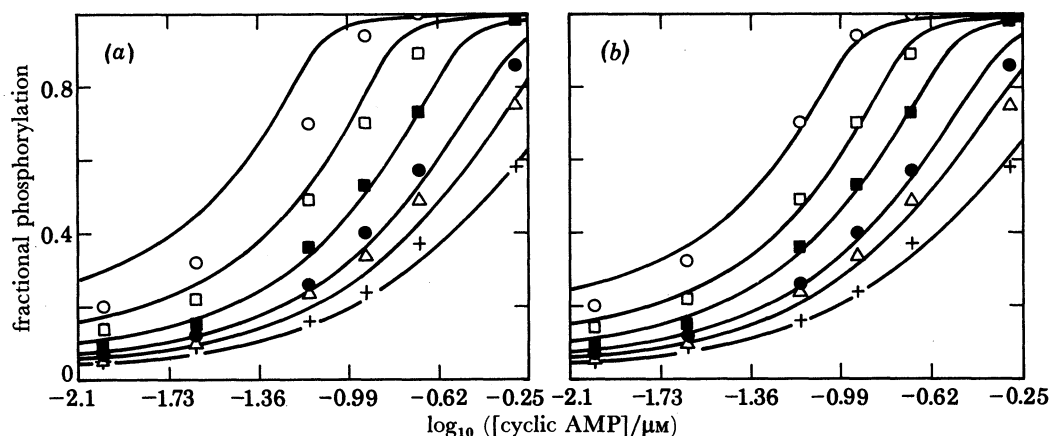 (a)
(b)
fractional phosphorylation
0.8
0.4
0
−2.1 −1.73 −1.36 −0.99 −0.62 −0.25
−2.1 −1.73 −1.36 −0.99 −0.62 −0.25
log₁₀ ([cyclic AMP]/μM)